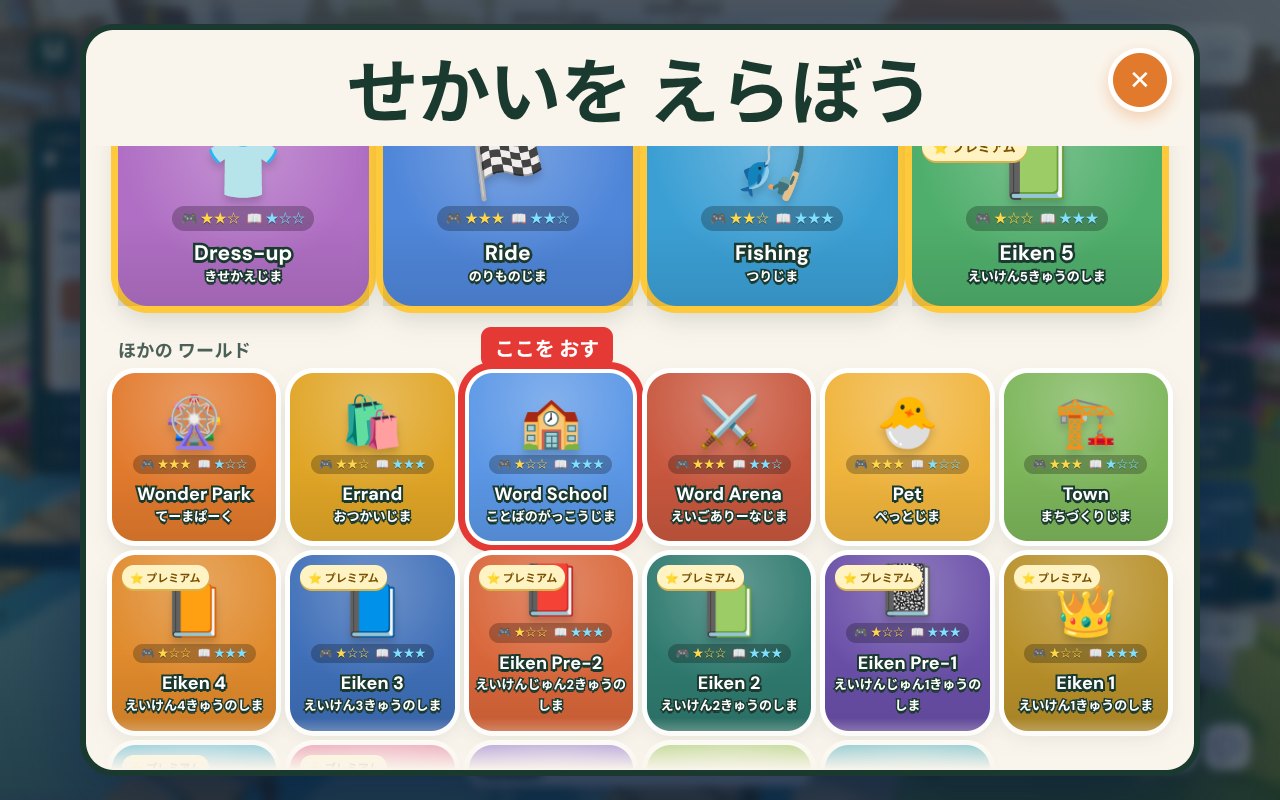 せかいを えらぼう
×
プレミアム
★★☆ ★☆☆
★★★ ★★☆
★★☆ ★★★
★☆☆ ★★★
Dress-up
きせかえじま
Ride
のりものじま
Fishing
つりじま
Eiken 5
えいけん5きゅうのしま
ほかの ワールド
ここを おす
★★★ ★☆☆
Wonder Park
てーまぱーく
★★☆ ★★★
Errand
おつかいじま
★☆☆ ★★★
Word School
ことばのがっこうじま
★★★ ★★☆
Word Arena
えいごありーなじま
★★★ ★☆☆
Pet
ぺっとじま
★★★ ★☆☆
Town
まちづくりじま
プレミアム
★☆☆ ★★★
Eiken 4
えいけん4きゅうのしま
プレミアム
★☆☆ ★★★
Eiken 3
えいけん3きゅうのしま
プレミアム
★☆☆ ★★★
Eiken Pre-2
えいけんじゅん2きゅうの
しま
プレミアム
★☆☆ ★★★
Eiken 2
えいけん2きゅうのしま
プレミアム
★☆☆ ★★★
Eiken Pre-1
えいけんじゅん1きゅうの
しま
プレミアム
★☆☆ ★★★
Eiken 1
えいけん1きゅうのしま
プレミアム
プレミアム